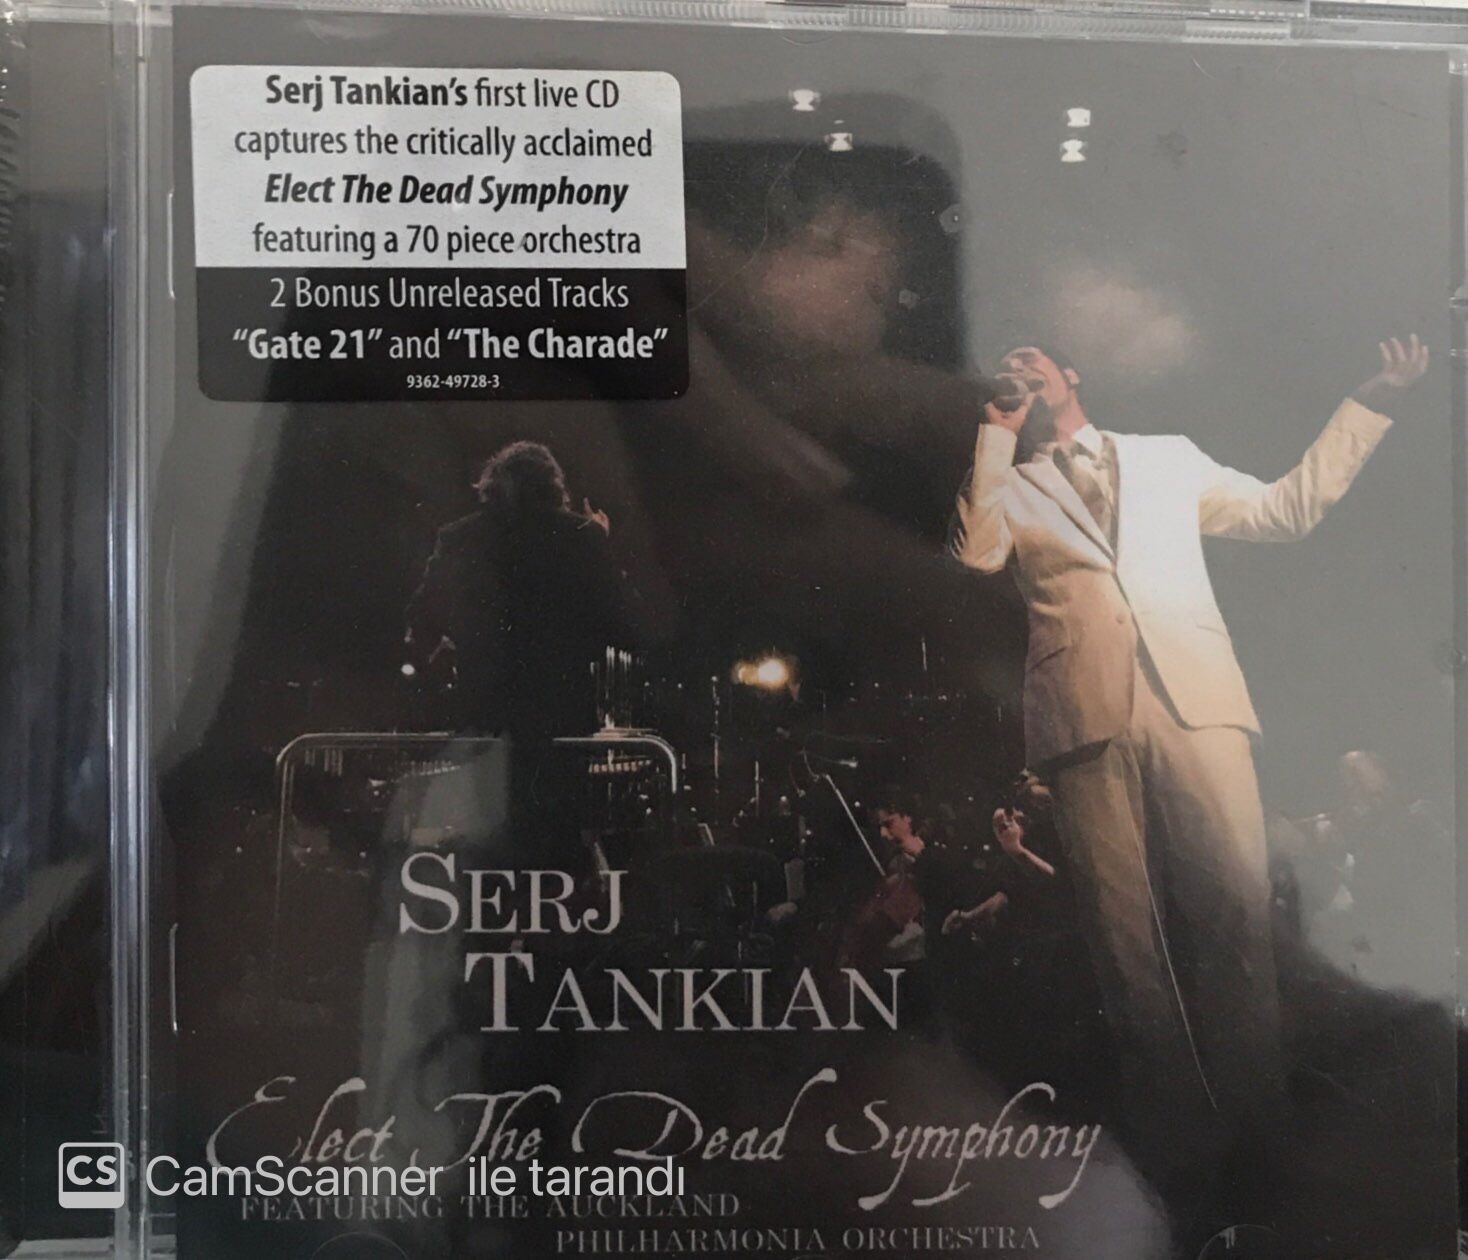 Serj Tankian's first live CD
captures the critically acclaimed
Elect The Dead Symphony
featuring a 70 piece orchestra
2 Bonus Unreleased Tracks
“Gate 21” and “The Charade”
9362-49728-3
SERJ
TANKIAN
Elect The Dead Symphony
CS CamScanner ile tarandı
FEATURING THE AUCKLAND
PHILHARMONIA ORCHESTRA